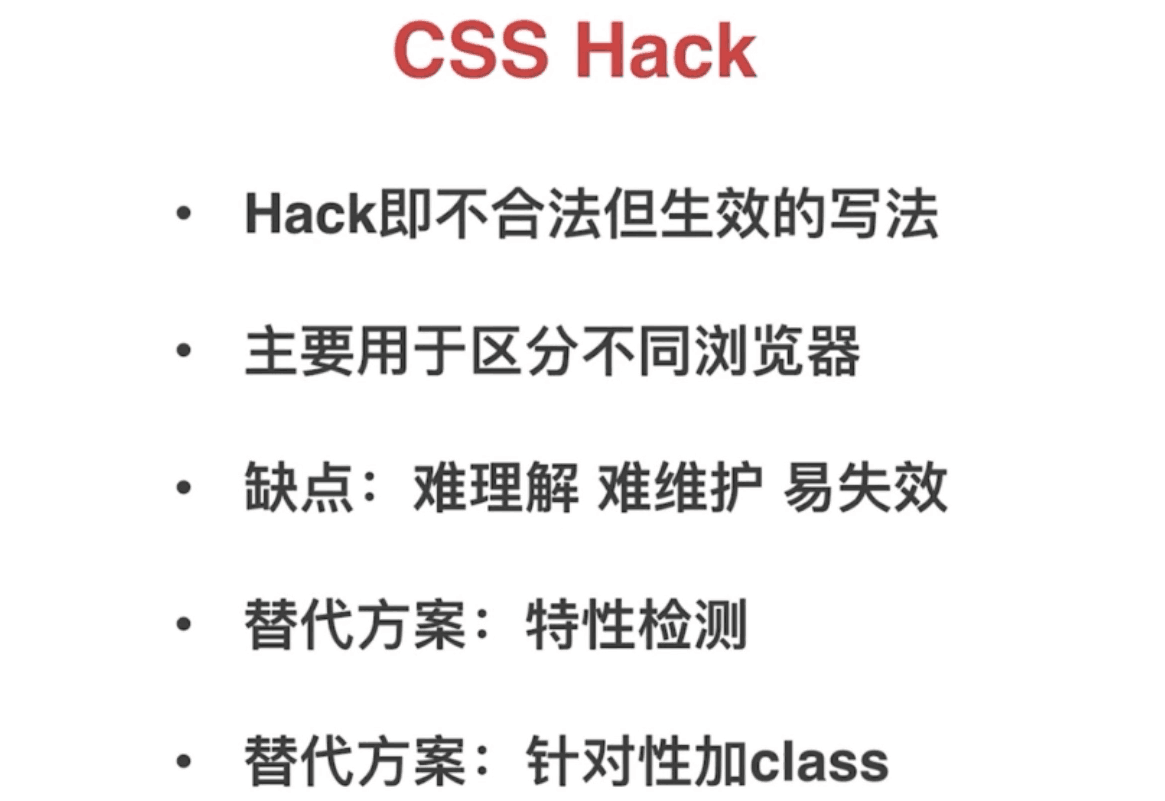 CSS Hack
• Hack即不合法但生效的写法
• 主要用于区分不同浏览器
• 缺点：难理解 难维护 易失效
• 替代方案：特性检测
• 替代方案：针对性加class